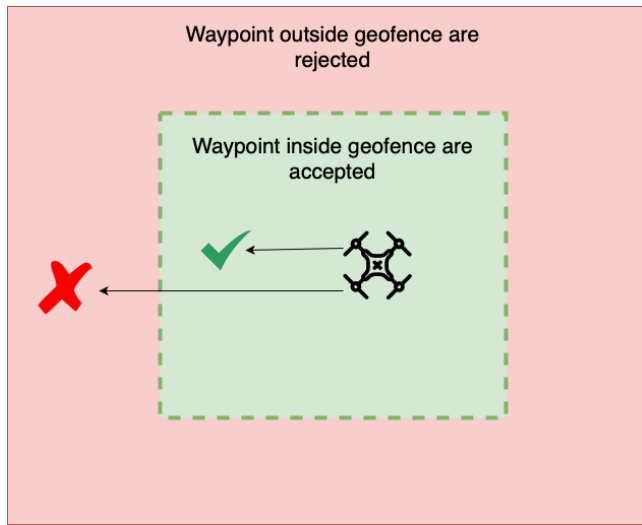 Waypoint outside geofence are
rejected
Waypoint inside geofence are
accepted